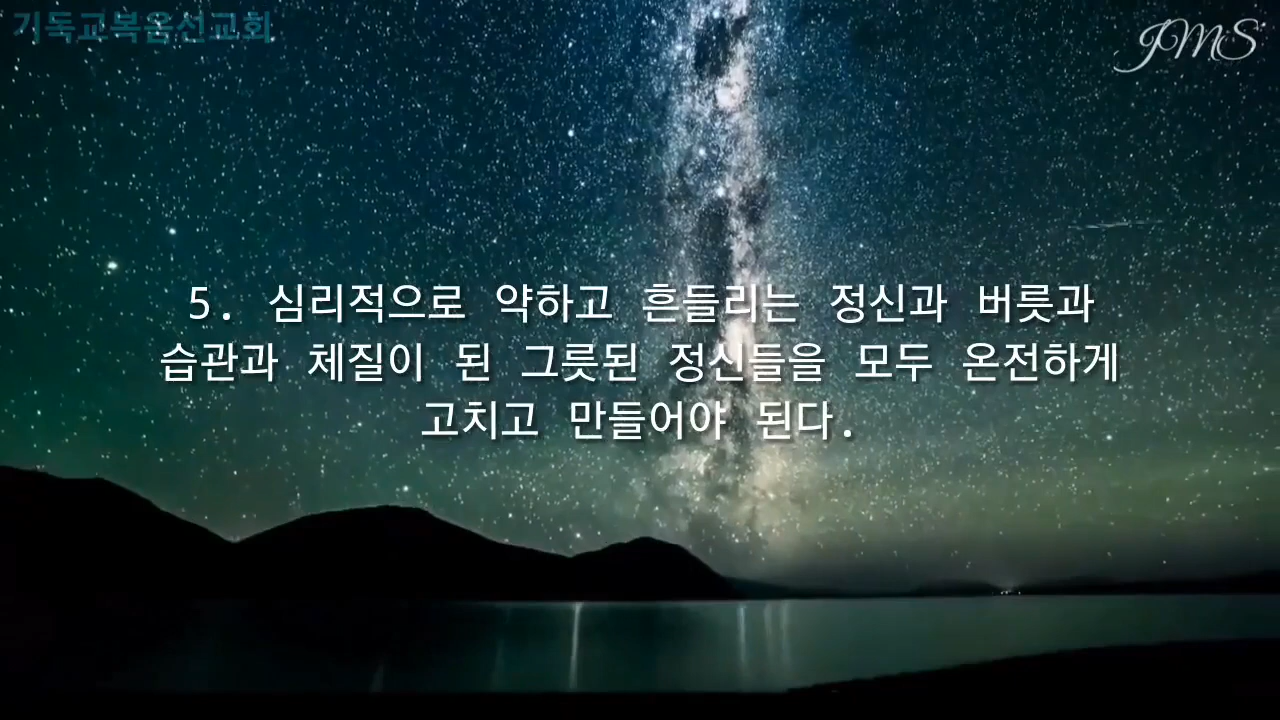 기독교복음선교회
JMS
5. 심리적으로 약하고 흔들리는 정신과 버릇과
습관과 체질이 된 그릇된 정신들을 모두 온전하게
고치고 만들어야 된다.